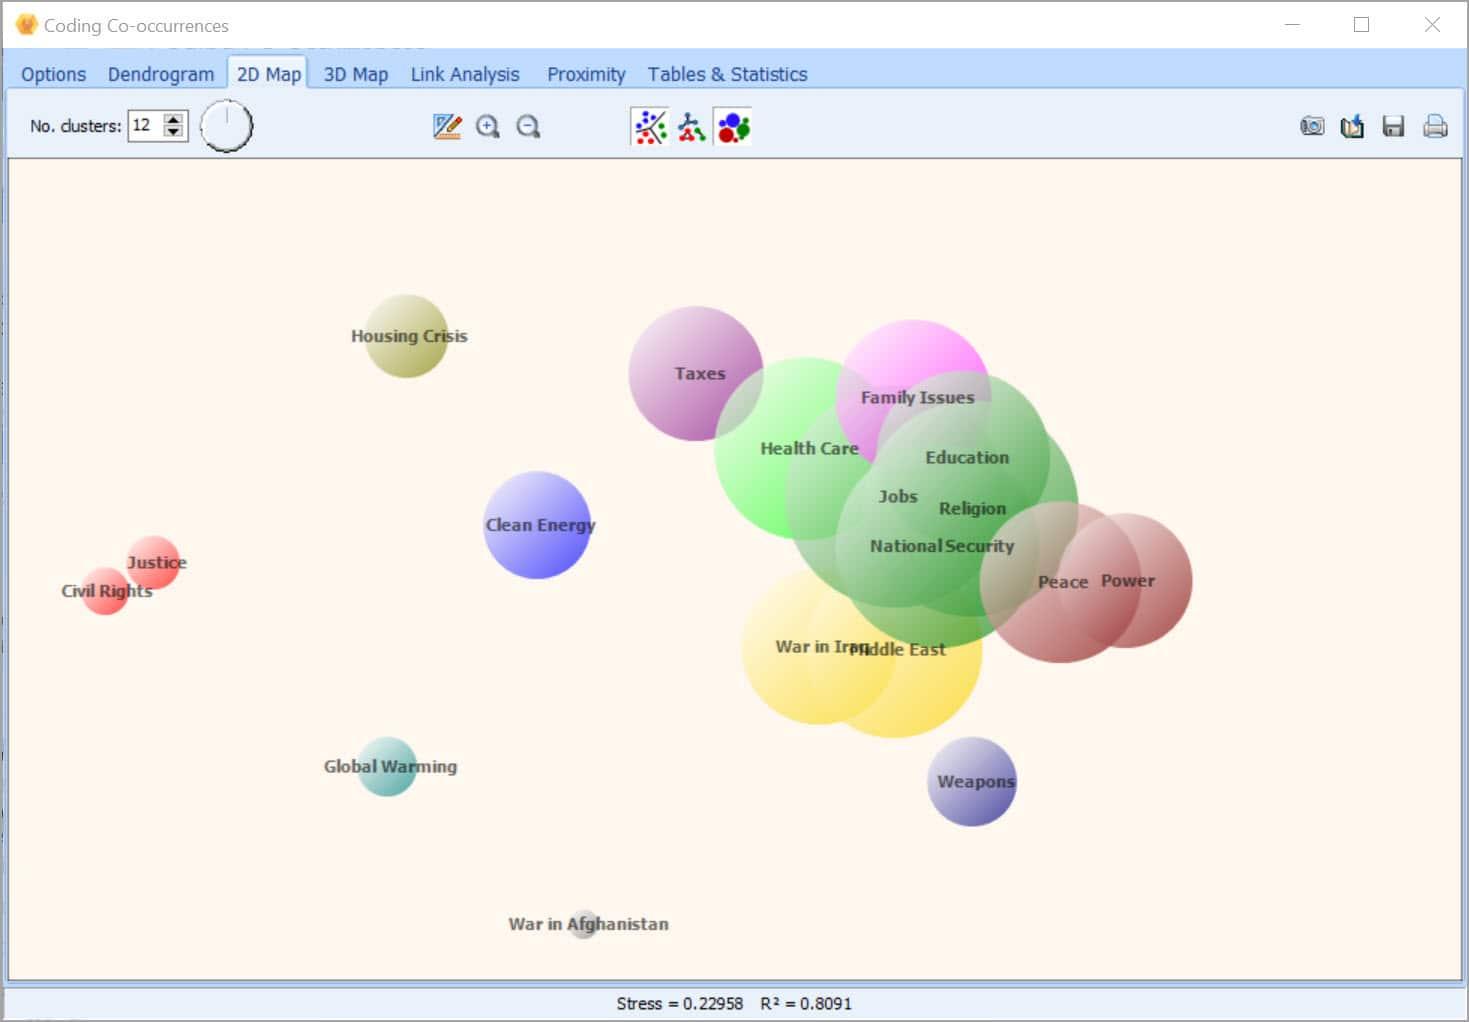 Coding Co-occurrences
Options Dendrogram 2D Map 3D Map Link Analysis Proximity Tables & Statistics
No. clusters: 12
Housing Crisis
Taxes
Family Issues
Health Care
Education
Jobs
Religion
Clean Energy
National Security
Justice
Civil Rights
Peace
Power
War in Iraq
Middle East
Global Warming
Weapons
War in Afghanistan
Stress = 0.22958 R² = 0.8091